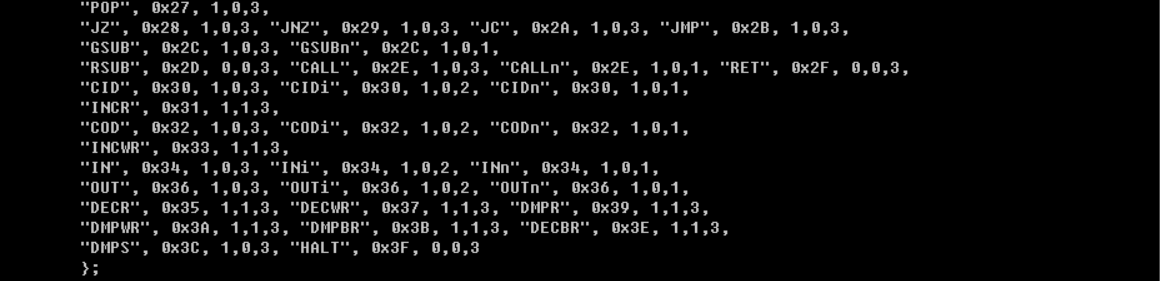 "POP", 0x27, 1,0,3,
"JZ", 0x28, 1,0,3, "JNZ", 0x29, 1,0,3, "JC", 0x2A, 1,0,3, "JMP", 0x2B, 1,0,3,
"GSUB", 0x2C, 1,0,3, "GSUBn", 0x2C, 1,0,1,
"RSUB", 0x2D, 0,0,3, "CALL", 0x2E, 1,0,3, "CALLn", 0x2E, 1,0,1, "RET", 0x2F, 0,0,3,
"CID", 0x30, 1,0,3, "CIDi", 0x30, 1,0,2, "CIDn", 0x30, 1,0,1,
"INCR", 0x31, 1,1,3,
"COD", 0x32, 1,0,3, "CODi", 0x32, 1,0,2, "CODn", 0x32, 1,0,1,
"INCWR", 0x33, 1,1,3,
"IN", 0x34, 1,0,3, "INi", 0x34, 1,0,2, "INn", 0x34, 1,0,1,
"OUT", 0x36, 1,0,3, "OUTi", 0x36, 1,0,2, "OUTn", 0x36, 1,0,1,
"DECR", 0x35, 1,1,3, "DECWR", 0x37, 1,1,3, "DMPR", 0x39, 1,1,3,
"DMPWR", 0x3A, 1,1,3, "DMPBR", 0x3B, 1,1,3, "DECBR", 0x3E, 1,1,3,
"DMPS", 0x3C, 1,0,3, "HALT", 0x3F, 0,0,3
};